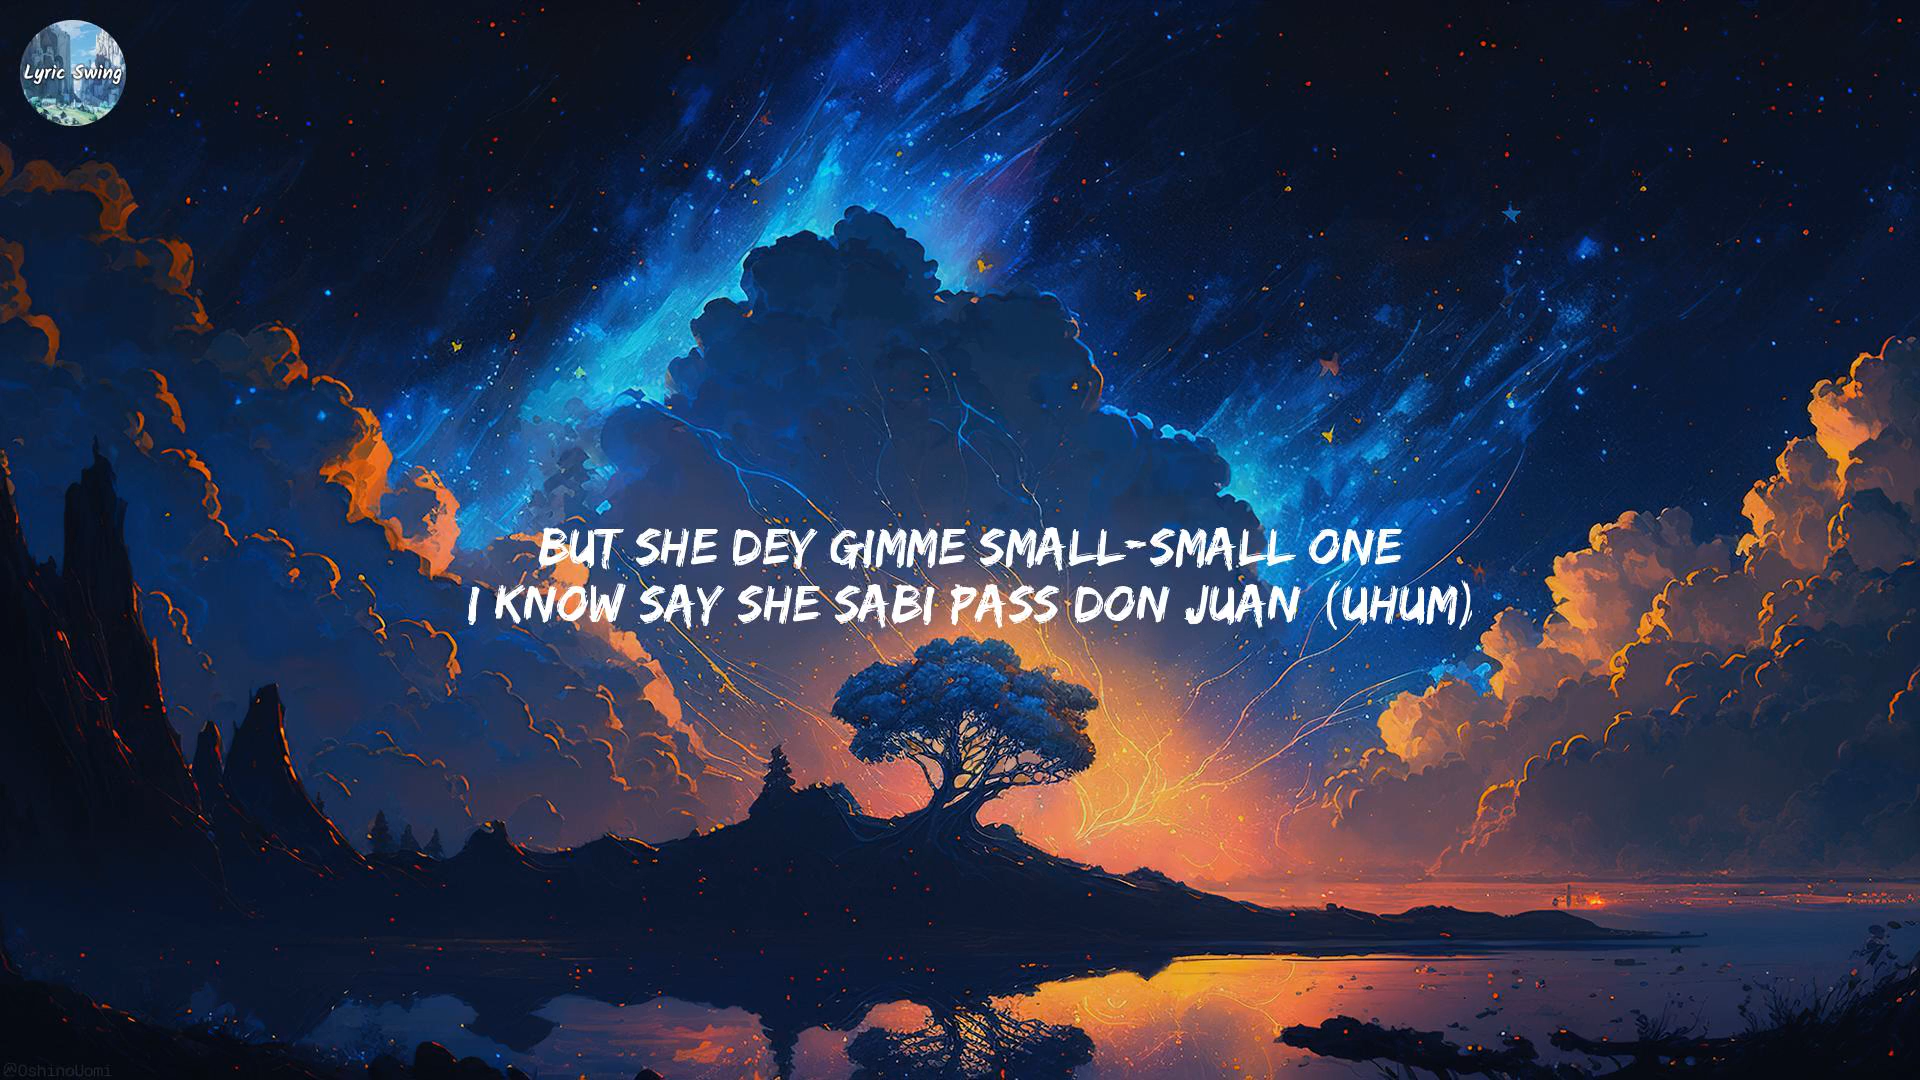 Lyric Swing
BUT SHE DEY GIMME SMALL-SMALL ONE
I KNOW SAY SHE SABI PASS DON JUAN (UHUM)
@OshinoUomi